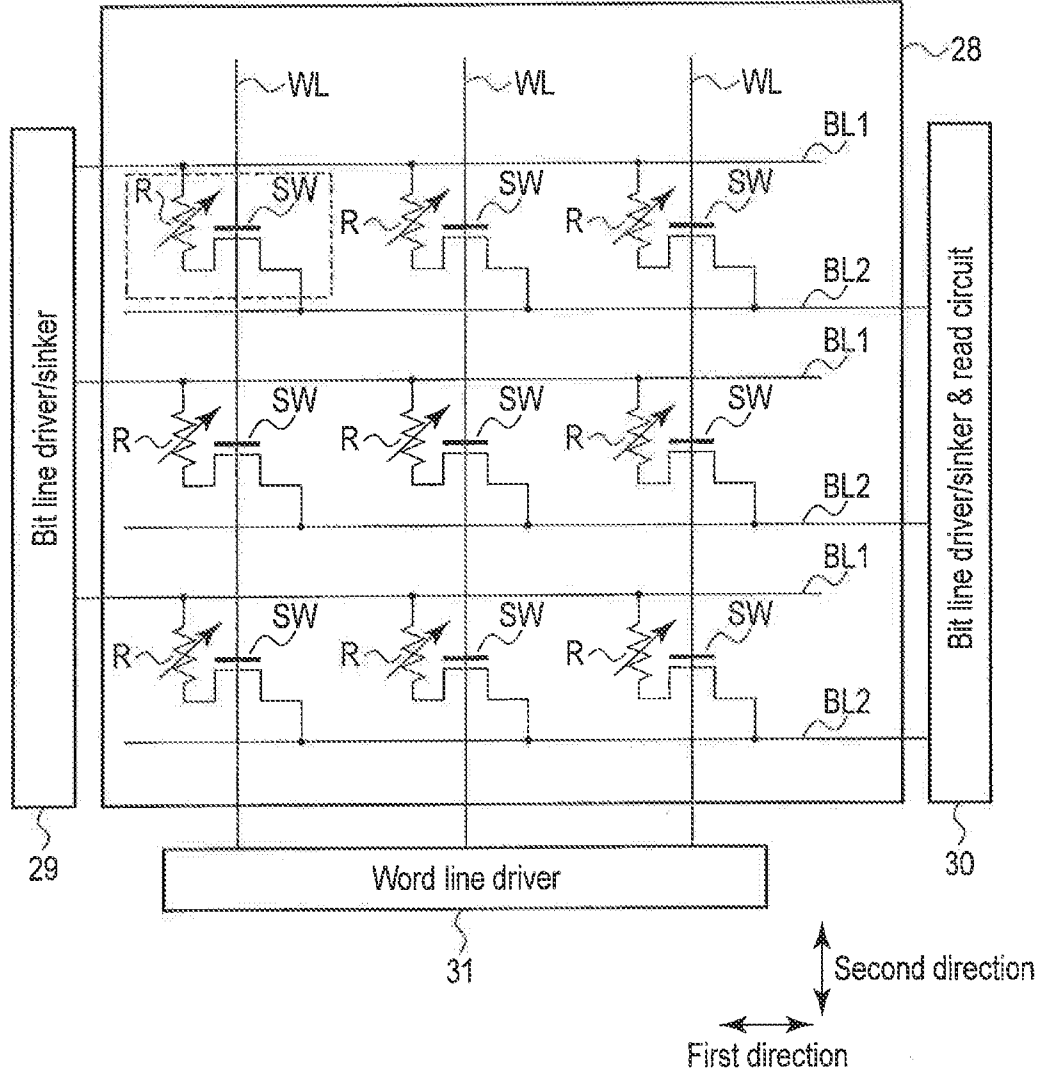 28
WL WL WL
BL1
R SW R SW R SW
BL2
BL1
R SW R SW R SW
BL2
BL1
R SW R SW R SW
BL2
Bit line driver/sinker
Bit line driver/sinker & read circuit
29
30
Word line driver
31
Second direction
First direction